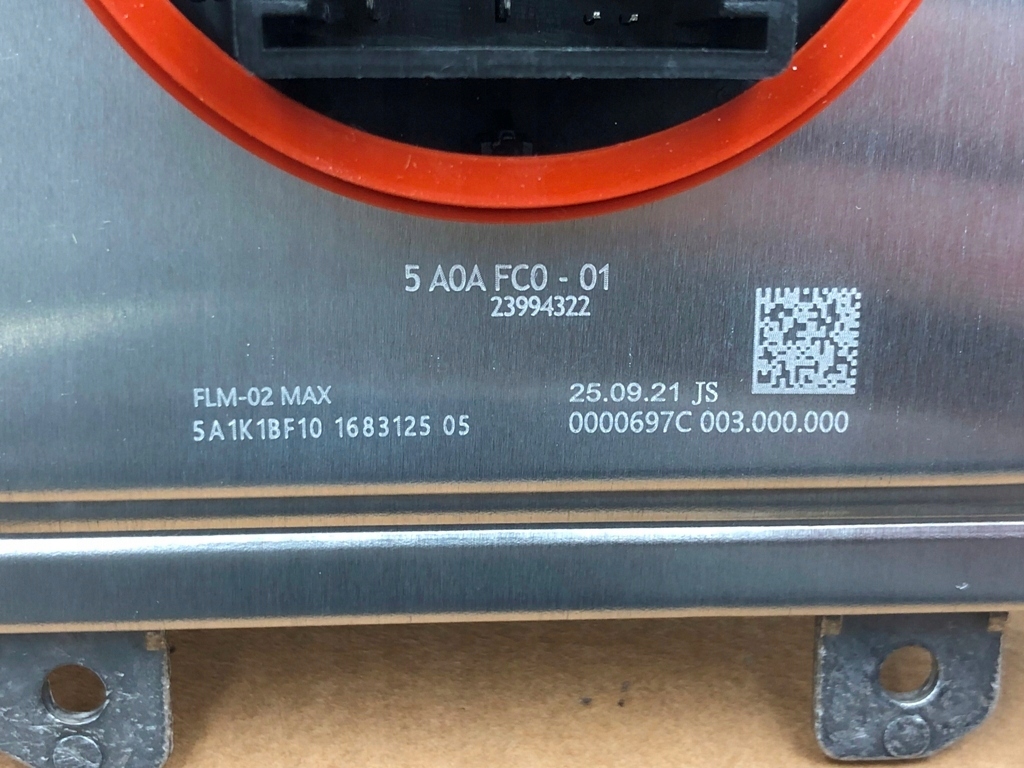 5 A0A FC0 - 01
23994322
FLM-02 MAX
5A1K1BF10 1683125 05
25.09.21 JS
0000697C 003.000.000